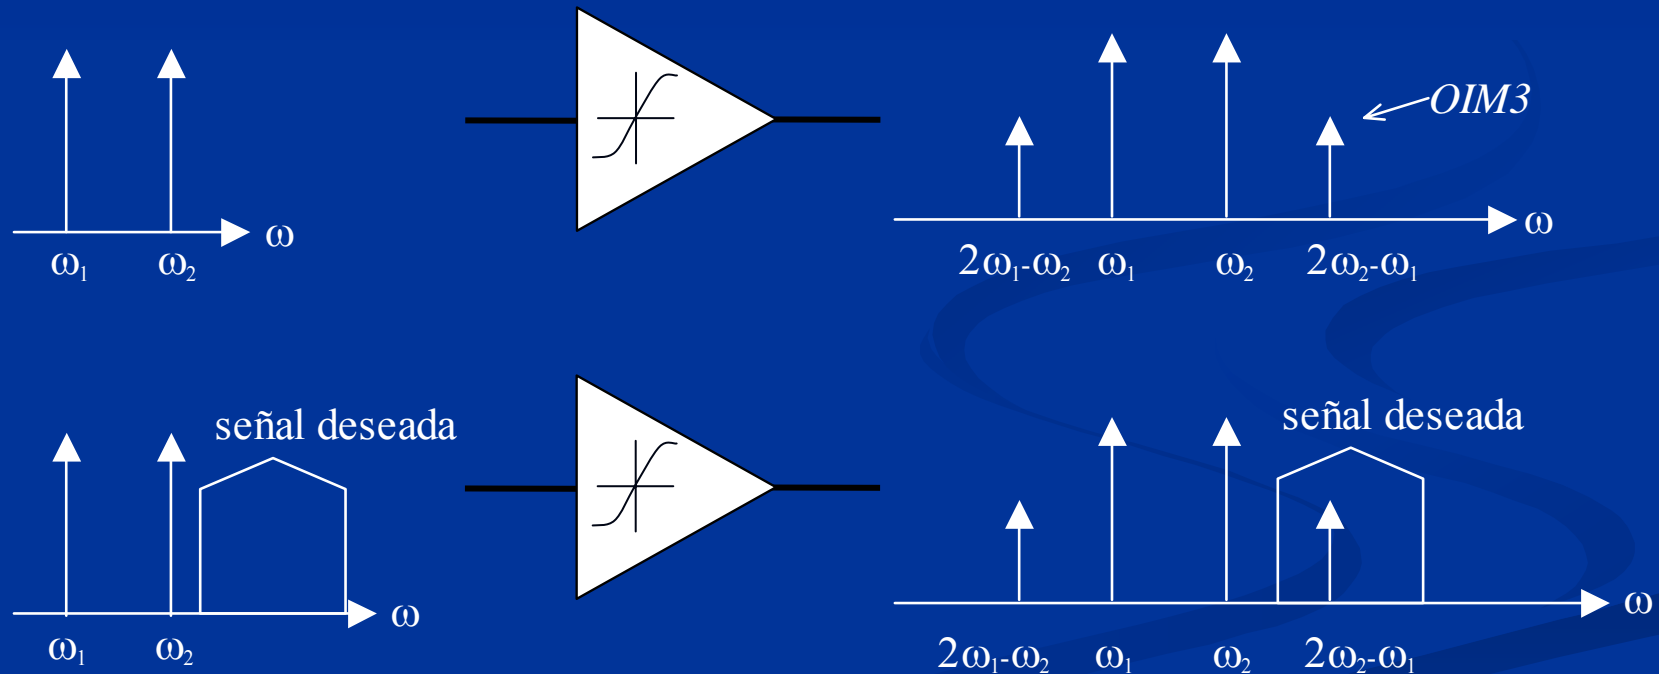 OIM3
ω
ω
ω₁
ω₂
2ω₁-ω₂
ω₁
ω₂
2ω₂-ω₁
señal deseada
señal deseada
ω
ω
ω₁
ω₂
2ω₁-ω₂
ω₁
ω₂
2ω₂-ω₁